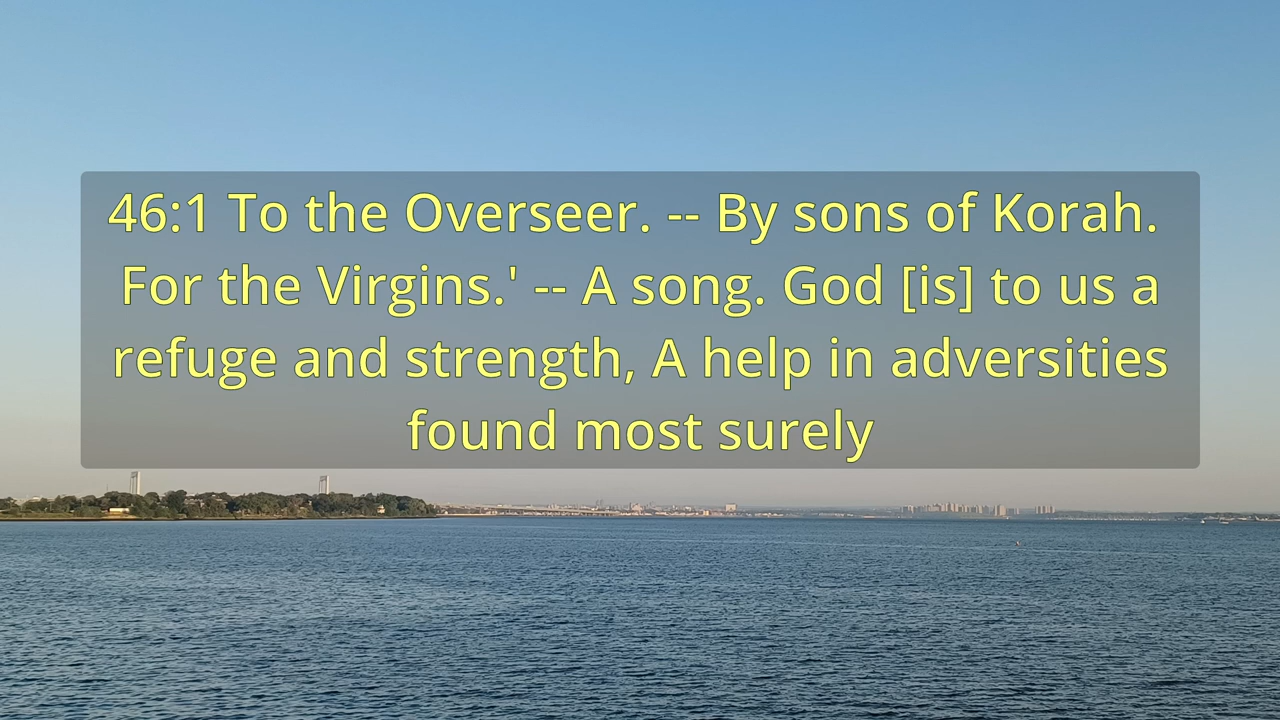 46:1 To the Overseer. -- By sons of Korah.
For the Virgins.' -- A song. God [is] to us a
refuge and strength, A help in adversities
found most surely